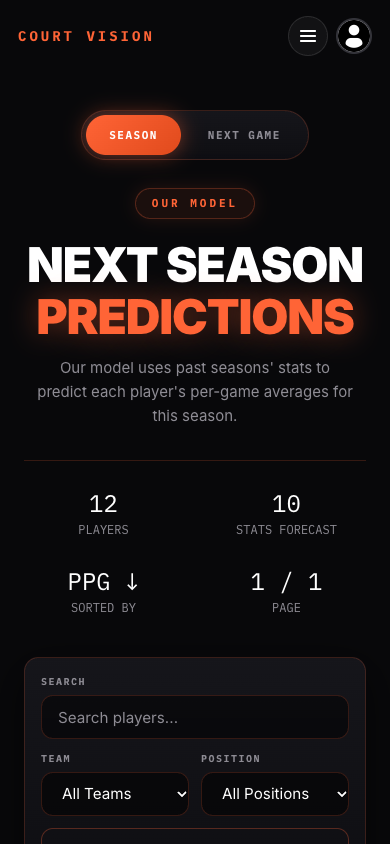 COURT VISION
SEASON
NEXT GAME
OUR MODEL
NEXT SEASON
PREDICTIONS
Our model uses past seasons' stats to
predict each player's per-game averages for
this season.
12
10
PLAYERS
STATS FORECAST
PPG ↓
1 / 1
SORTED BY
PAGE
SEARCH
Search players...
TEAM
POSITION
All Teams
All Positions